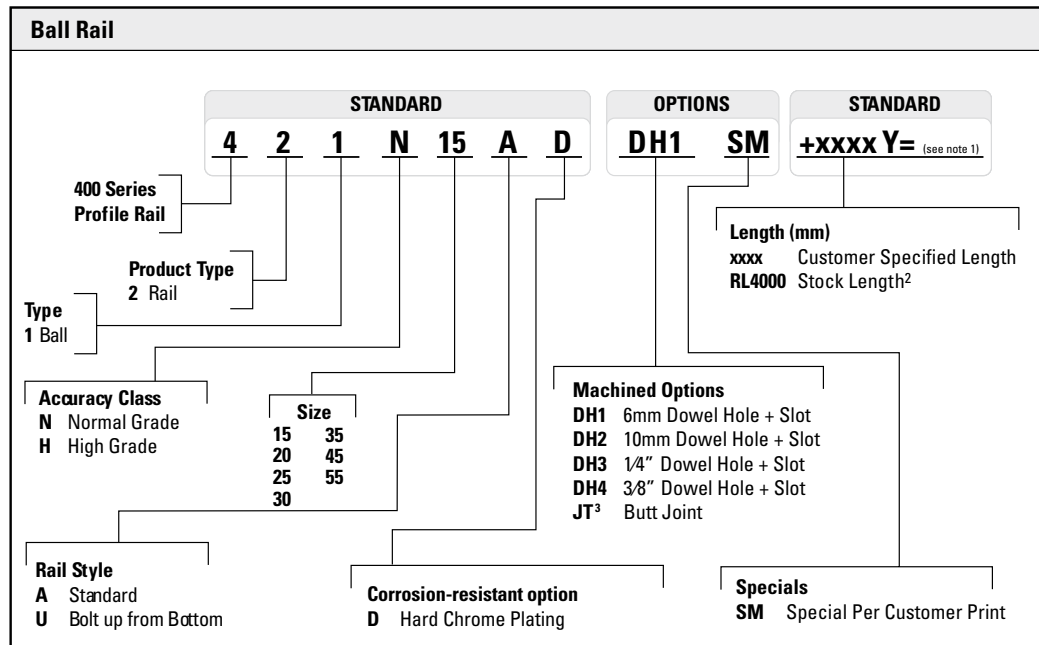 Ball Rail
STANDARD
OPTIONS
STANDARD
4 2 1 N 15 A D
DH1 SM
+xxxx Y= (see note 1)
400 Series
Profile Rail
Product Type
2 Rail
Type
1 Ball
Accuracy Class
N Normal Grade
H High Grade
Size
15 35
20 45
25 55
30
Rail Style
A Standard
U Bolt up from Bottom
Corrosion-resistant option
D Hard Chrome Plating
Machined Options
DH1 6mm Dowel Hole + Slot
DH2 10mm Dowel Hole + Slot
DH3 1⁄4” Dowel Hole + Slot
DH4 3⁄8” Dowel Hole + Slot
JT³ Butt Joint
Length (mm)
xxxx Customer Specified Length
RL4000 Stock Length²
Specials
SM Special Per Customer Print